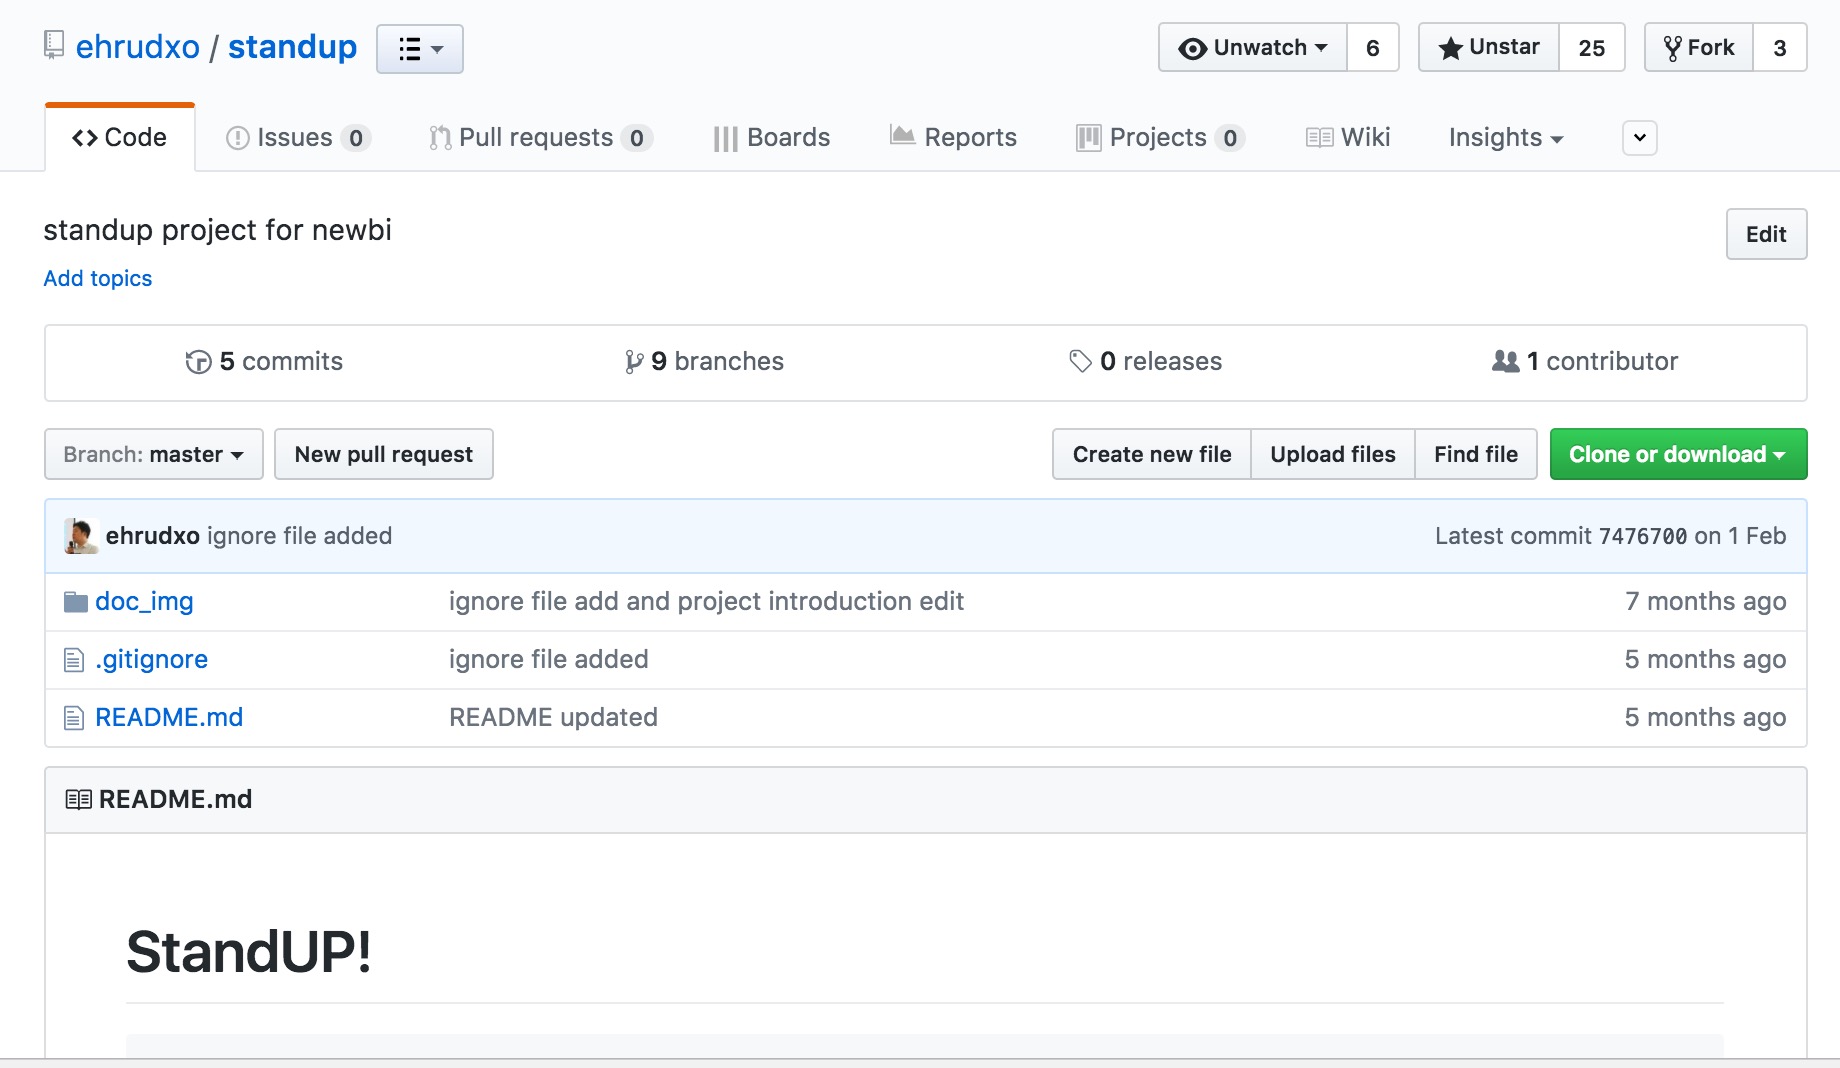 ehrudxo / standup
Unwatch 6 Unstar 25 Fork 3
Code Issues 0 Pull requests 0 Boards Reports Projects 0 Wiki Insights
standup project for newbi
Edit
Add topics
5 commits 9 branches 0 releases 1 contributor
Branch: master New pull request Create new file Upload files Find file Clone or download
ehrudxo ignore file added Latest commit 7476700 on 1 Feb
doc_img ignore file add and project introduction edit 7 months ago
.gitignore ignore file added 5 months ago
README.md README updated 5 months ago
README.md
StandUP!